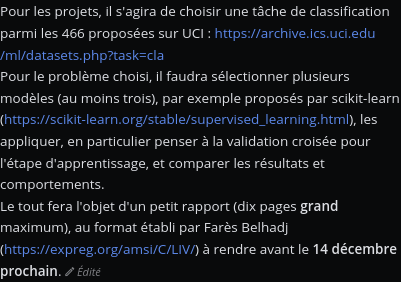 Pour les projets, il s'agira de choisir une tâche de classification
parmi les 466 proposées sur UCI : https://archive.ics.uci.edu
/ml/datasets.php?task=cla
Pour le problème choisi, il faudra sélectionner plusieurs
modèles (au moins trois), par exemple proposés par scikit-learn
(https://scikit-learn.org/stable/supervised_learning.html), les
appliquer, en particulier penser à la validation croisée pour
l'étape d'apprentissage, et comparer les résultats et
comportements.
Le tout fera l'objet d'un petit rapport (dix pages grand
maximum), au format établi par Farès Belhadj
(https://expreg.org/amsi/C/LIV/) à rendre avant le 14 décembre
prochain. Édité